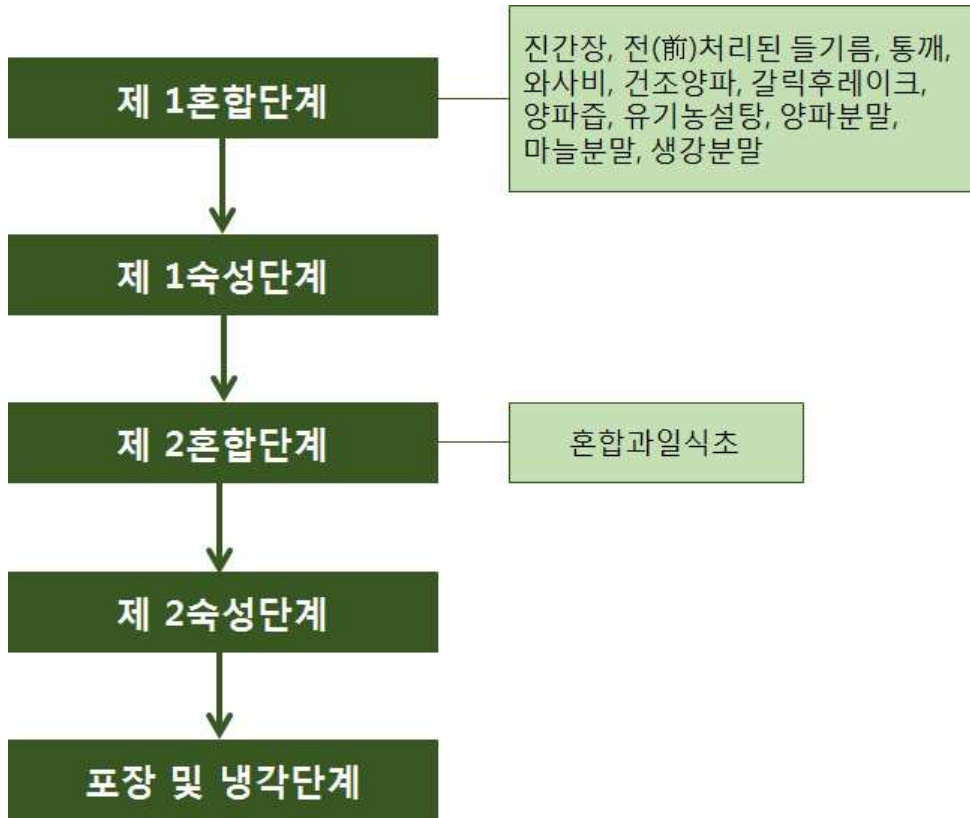 제 1혼합단계
진간장, 전(前)처리된 들기름, 통깨,
와사비, 건조양파, 갈릭후레이크,
양파즙, 유기농설탕, 양파분말,
마늘분말, 생강분말
제 1숙성단계
제 2혼합단계
혼합과일식초
제 2숙성단계
포장 및 냉각단계